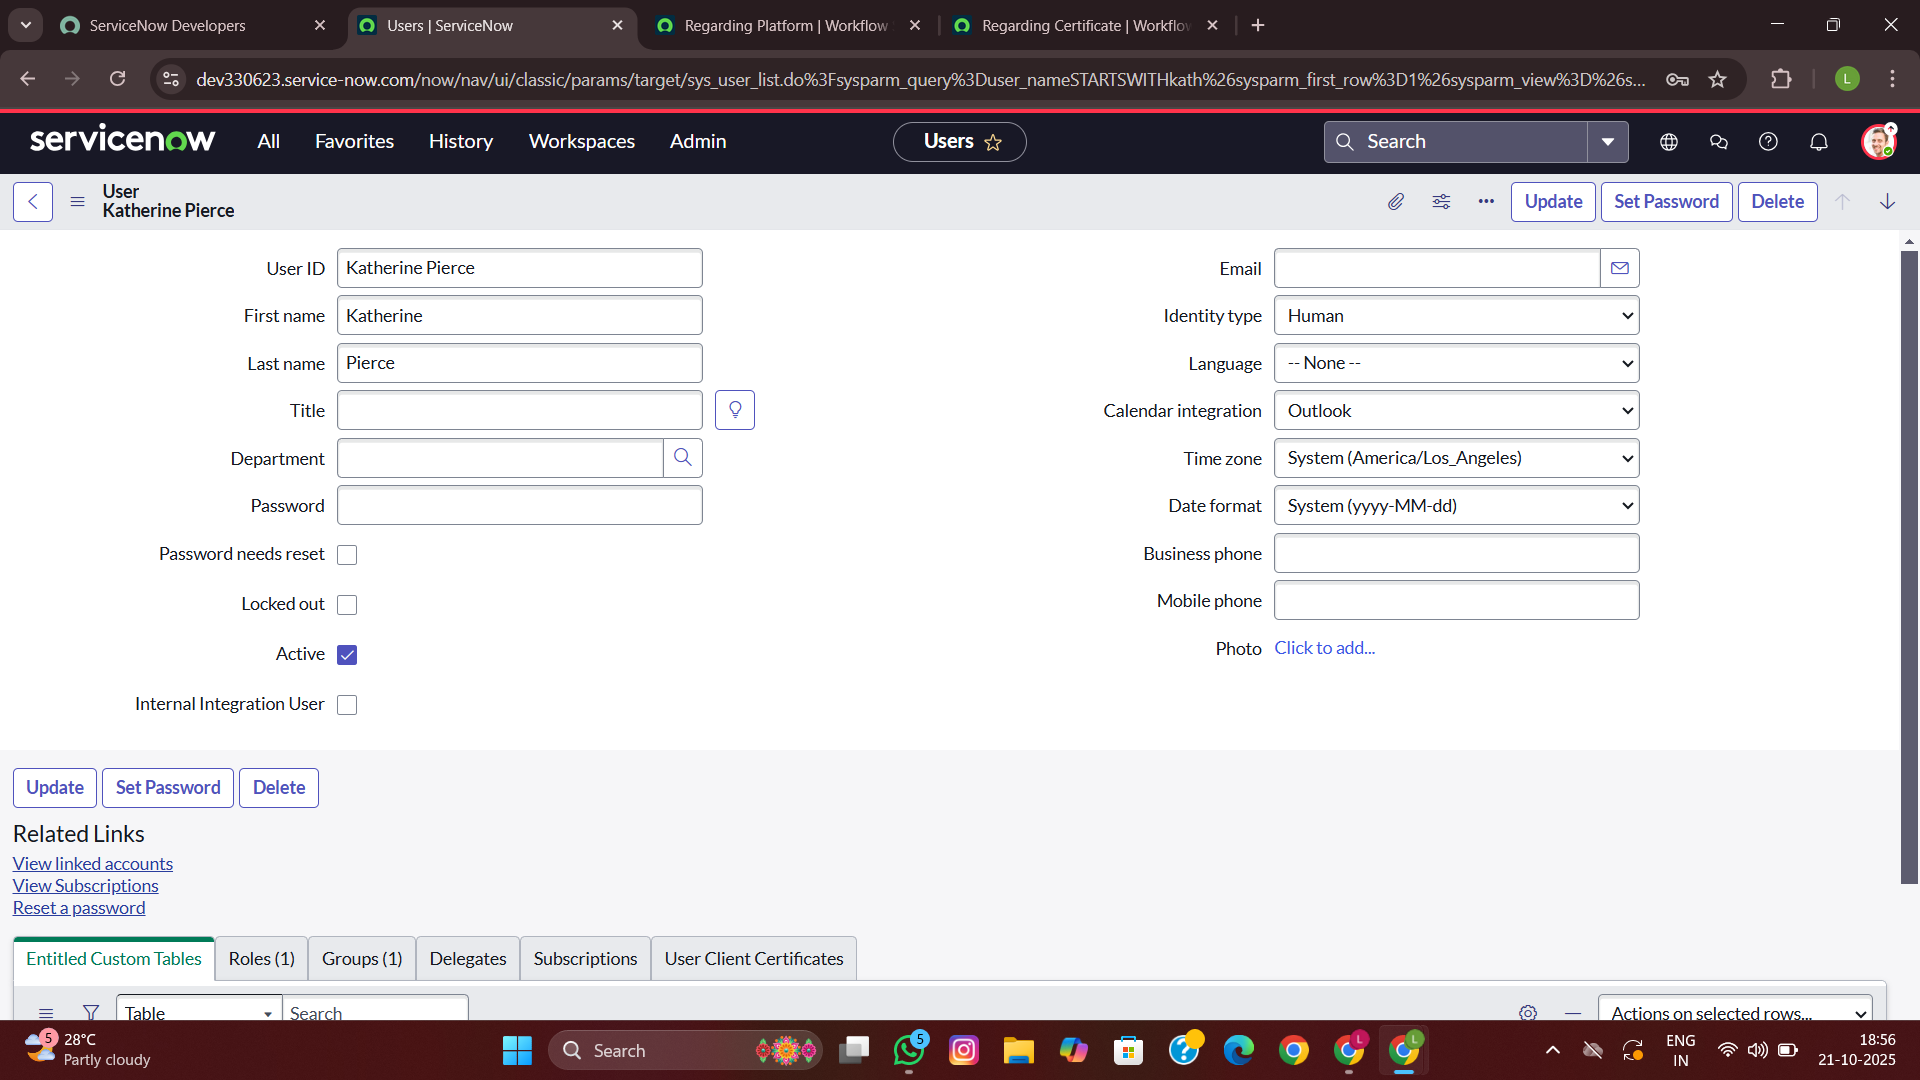 ServiceNow Developers
Users | ServiceNow
Regarding Platform | Workflow
Regarding Certificate | Workflo
dev330623.service-now.com/now/nav/ui/classic/params/target/sys_user_list.do%3Fsysparm_query%3Duser_nameSTARTSWITHkath%26sysparm_first_row%3D1%26sysparm_view%3D%26s...
L
servicenow
All
Favorites
History
Workspaces
Admin
Users
Search
User
Katherine Pierce
Update
Set Password
Delete
User ID
Katherine Pierce
First name
Katherine
Last name
Pierce
Title
Department
Password
Password needs reset
Locked out
Active
Internal Integration User
Email
Identity type
Human
Language
-- None --
Calendar integration
Outlook
Time zone
System (America/Los_Angeles)
Date format
System (yyyy-MM-dd)
Business phone
Mobile phone
Photo
Click to add...
Update
Set Password
Delete
Related Links
View linked accounts
View Subscriptions
Reset a password
Entitled Custom Tables
Roles (1)
Groups (1)
Delegates
Subscriptions
User Client Certificates
Table
Search
Actions on selected rows...
5
28°C
Partly cloudy
Search
5
L
L
ENG
IN
18:56
21-10-2025